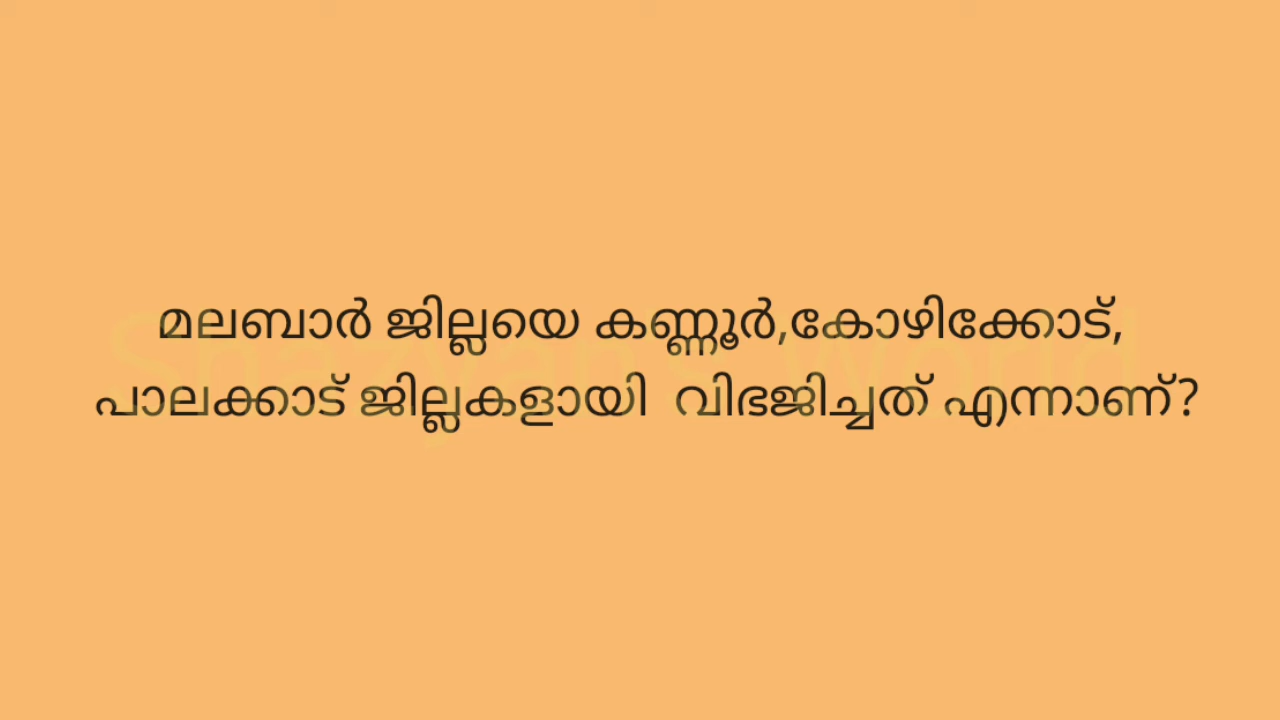 മലബാർ ജില്ലയെ കണ്ണൂർ,കോഴിക്കോട്,
പാലക്കാട് ജില്ലകളായി വിഭജിച്ചത് എന്നാണ്?